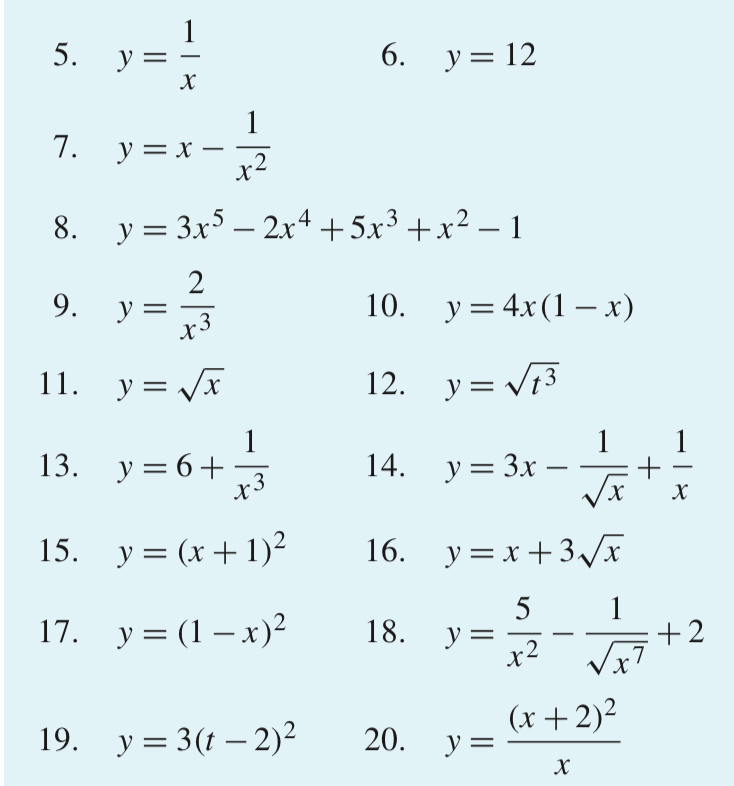 5. y = 1/x 6. y = 12
7. y = x − 1/x²
8. y = 3x⁵ − 2x⁴ + 5x³ + x² − 1
9. y = 2/x³ 10. y = 4x(1 − x)
11. y = √x 12. y = √(t³)
13. y = 6 + 1/x³ 14. y = 3x − 1/√x + 1/x
15. y = (x + 1)² 16. y = x + 3√x
17. y = (1 − x)² 18. y = 5/x² − 1/√(x⁷) + 2
19. y = 3(t − 2)² 20. y = (x + 2)²/x